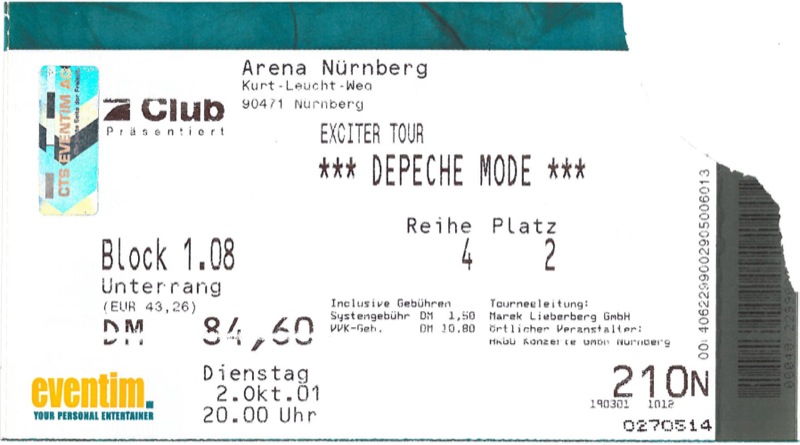 Arena Nürnberg
Kurt-Leucht-Weg
90471 Nürnberg
Club
Präsentiert
EXCITER TOUR
*** DEPECHE MODE ***
CTS EVENTIM AG
Reihe Platz
4 2
Block 1.08
Unterrang
(EUR 43,26)
DM 84,60
Inclusive Gebühren
Systemgebühr DM 1,50
VVK-Geb. DM 10.80
Tourneeleitung:
Marek Lieberberg GmbH
örtlicher Veranstalter:
Konzerte GmbH Nürnberg
Dienstag
2.Okt.01
20.00 Uhr
eventim.
YOUR PERSONAL ENTERTAINER
210N
190301 1012
0270514